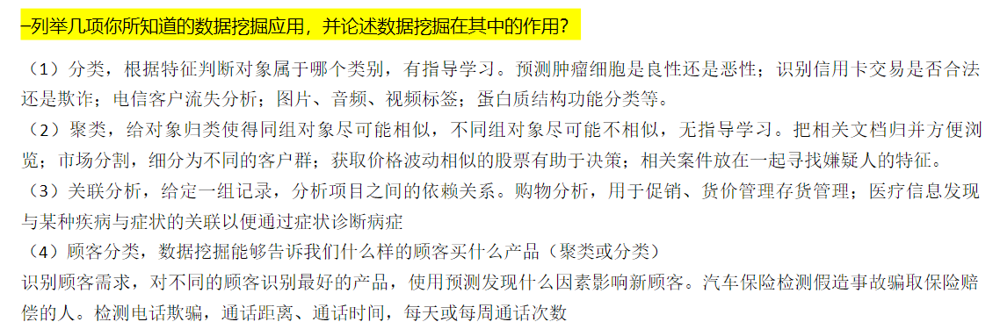 –列举几项你所知道的数据挖掘应用，并论述数据挖掘在其中的作用？
（1）分类，根据特征判断对象属于哪个类别，有指导学习。预测肿瘤细胞是良性还是恶性；识别信用卡交易是否合法
还是欺诈；电信客户流失分析；图片、音频、视频标签；蛋白质结构功能分类等。
（2）聚类，给对象归类使得同组对象尽可能相似，不同组对象尽可能不相似，无指导学习。把相关文档归并方便浏
览；市场分割，细分为不同的客户群；获取价格波动相似的股票有助于决策；相关案件放在一起寻找嫌疑人的特征。
（3）关联分析，给定一组记录，分析项目之间的依赖关系。购物分析，用于促销、货价管理存货管理；医疗信息发现
与某种疾病与症状的关联以便通过症状诊断病症
（4）顾客分类，数据挖掘能够告诉我们什么样的顾客买什么产品（聚类或分类）
识别顾客需求，对不同的顾客识别最好的产品，使用预测发现什么因素影响新顾客。汽车保险检测假造事故骗取保险赔
偿的人。检测电话欺骗，通话距离、通话时间，每天或每周通话次数